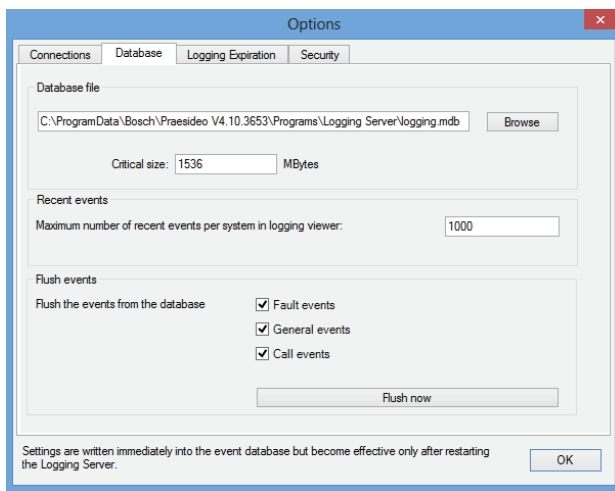 Options
Connections
Database
Logging Expiration
Security
Database file
C:\ProgramData\Bosch\Praesideo V4.10.3653\Programs\Logging Server\logging.mdb
Browse
Critical size: 1536 MBytes
Recent events
Maximum number of recent events per system in logging viewer: 1000
Flush events
Flush the events from the database
Fault events
General events
Call events
Flush now
Settings are written immediately into the event database but become effective only after restarting
the Logging Server.
OK